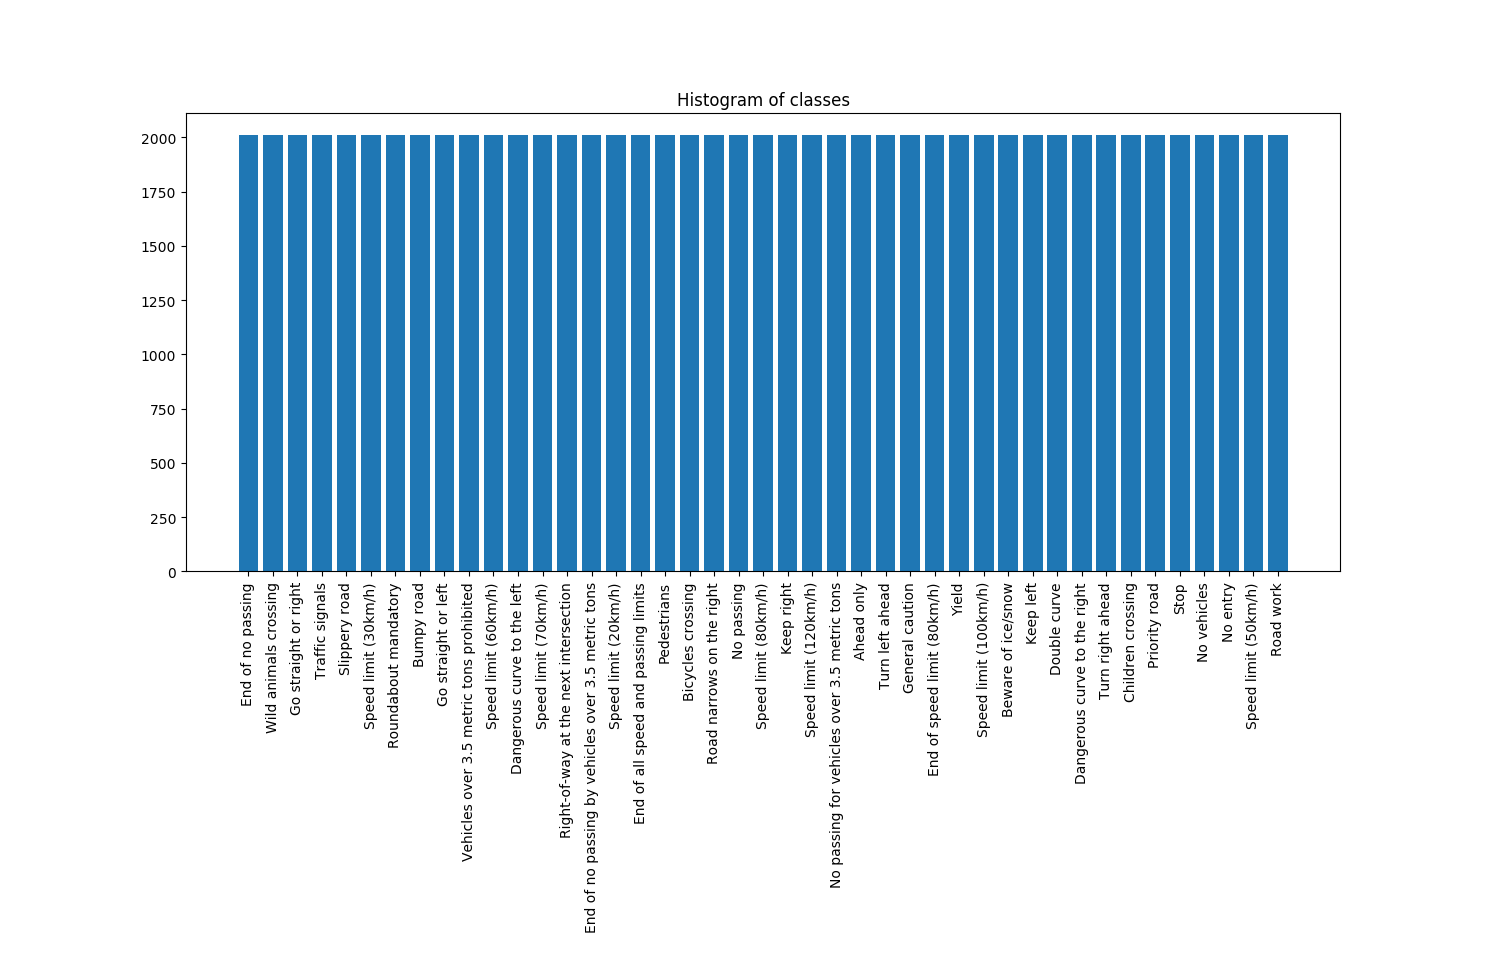 Histogram of classes
2000
1750
1500
1250
1000
750
500
250
0
End of no passing
Wild animals crossing
Go straight or right
Traffic signals
Slippery road
Speed limit (30km/h)
Roundabout mandatory
Bumpy road
Go straight or left
Vehicles over 3.5 metric tons prohibited
Speed limit (60km/h)
Dangerous curve to the left
Speed limit (70km/h)
Right-of-way at the next intersection
End of no passing by vehicles over 3.5 metric tons
Speed limit (20km/h)
End of all speed and passing limits
Pedestrians
Bicycles crossing
Road narrows on the right
No passing
Speed limit (80km/h)
Keep right
Speed limit (120km/h)
No passing for vehicles over 3.5 metric tons
Ahead only
Turn left ahead
General caution
End of speed limit (80km/h)
Yield
Speed limit (100km/h)
Beware of ice/snow
Keep left
Double curve
Dangerous curve to the right
Turn right ahead
Children crossing
Priority road
Stop
No vehicles
No entry
Speed limit (50km/h)
Road work